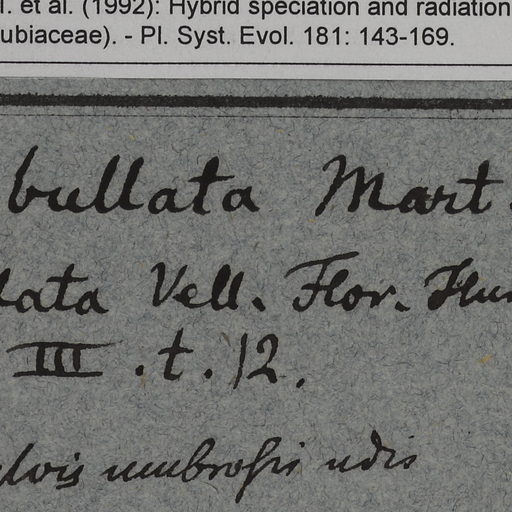 I. et al. (1992): Hybrid speciation and radiation
ubiaceae). - Pl. Syst. Evol. 181: 143-169.
bullata Mart.
lata Vell. Flor. Flum
III . t. 12.
umbrosis udis